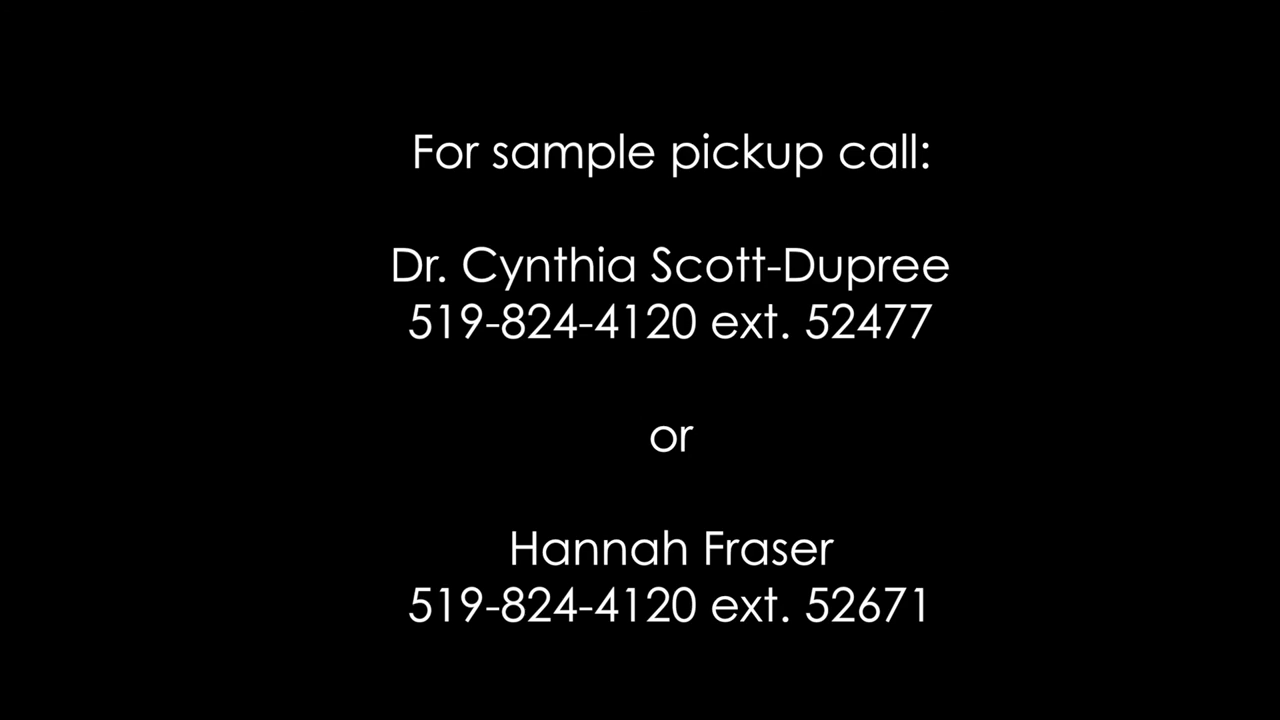 For sample pickup call:
Dr. Cynthia Scott-Dupree
519-824-4120 ext. 52477
or
Hannah Fraser
519-824-4120 ext. 52671